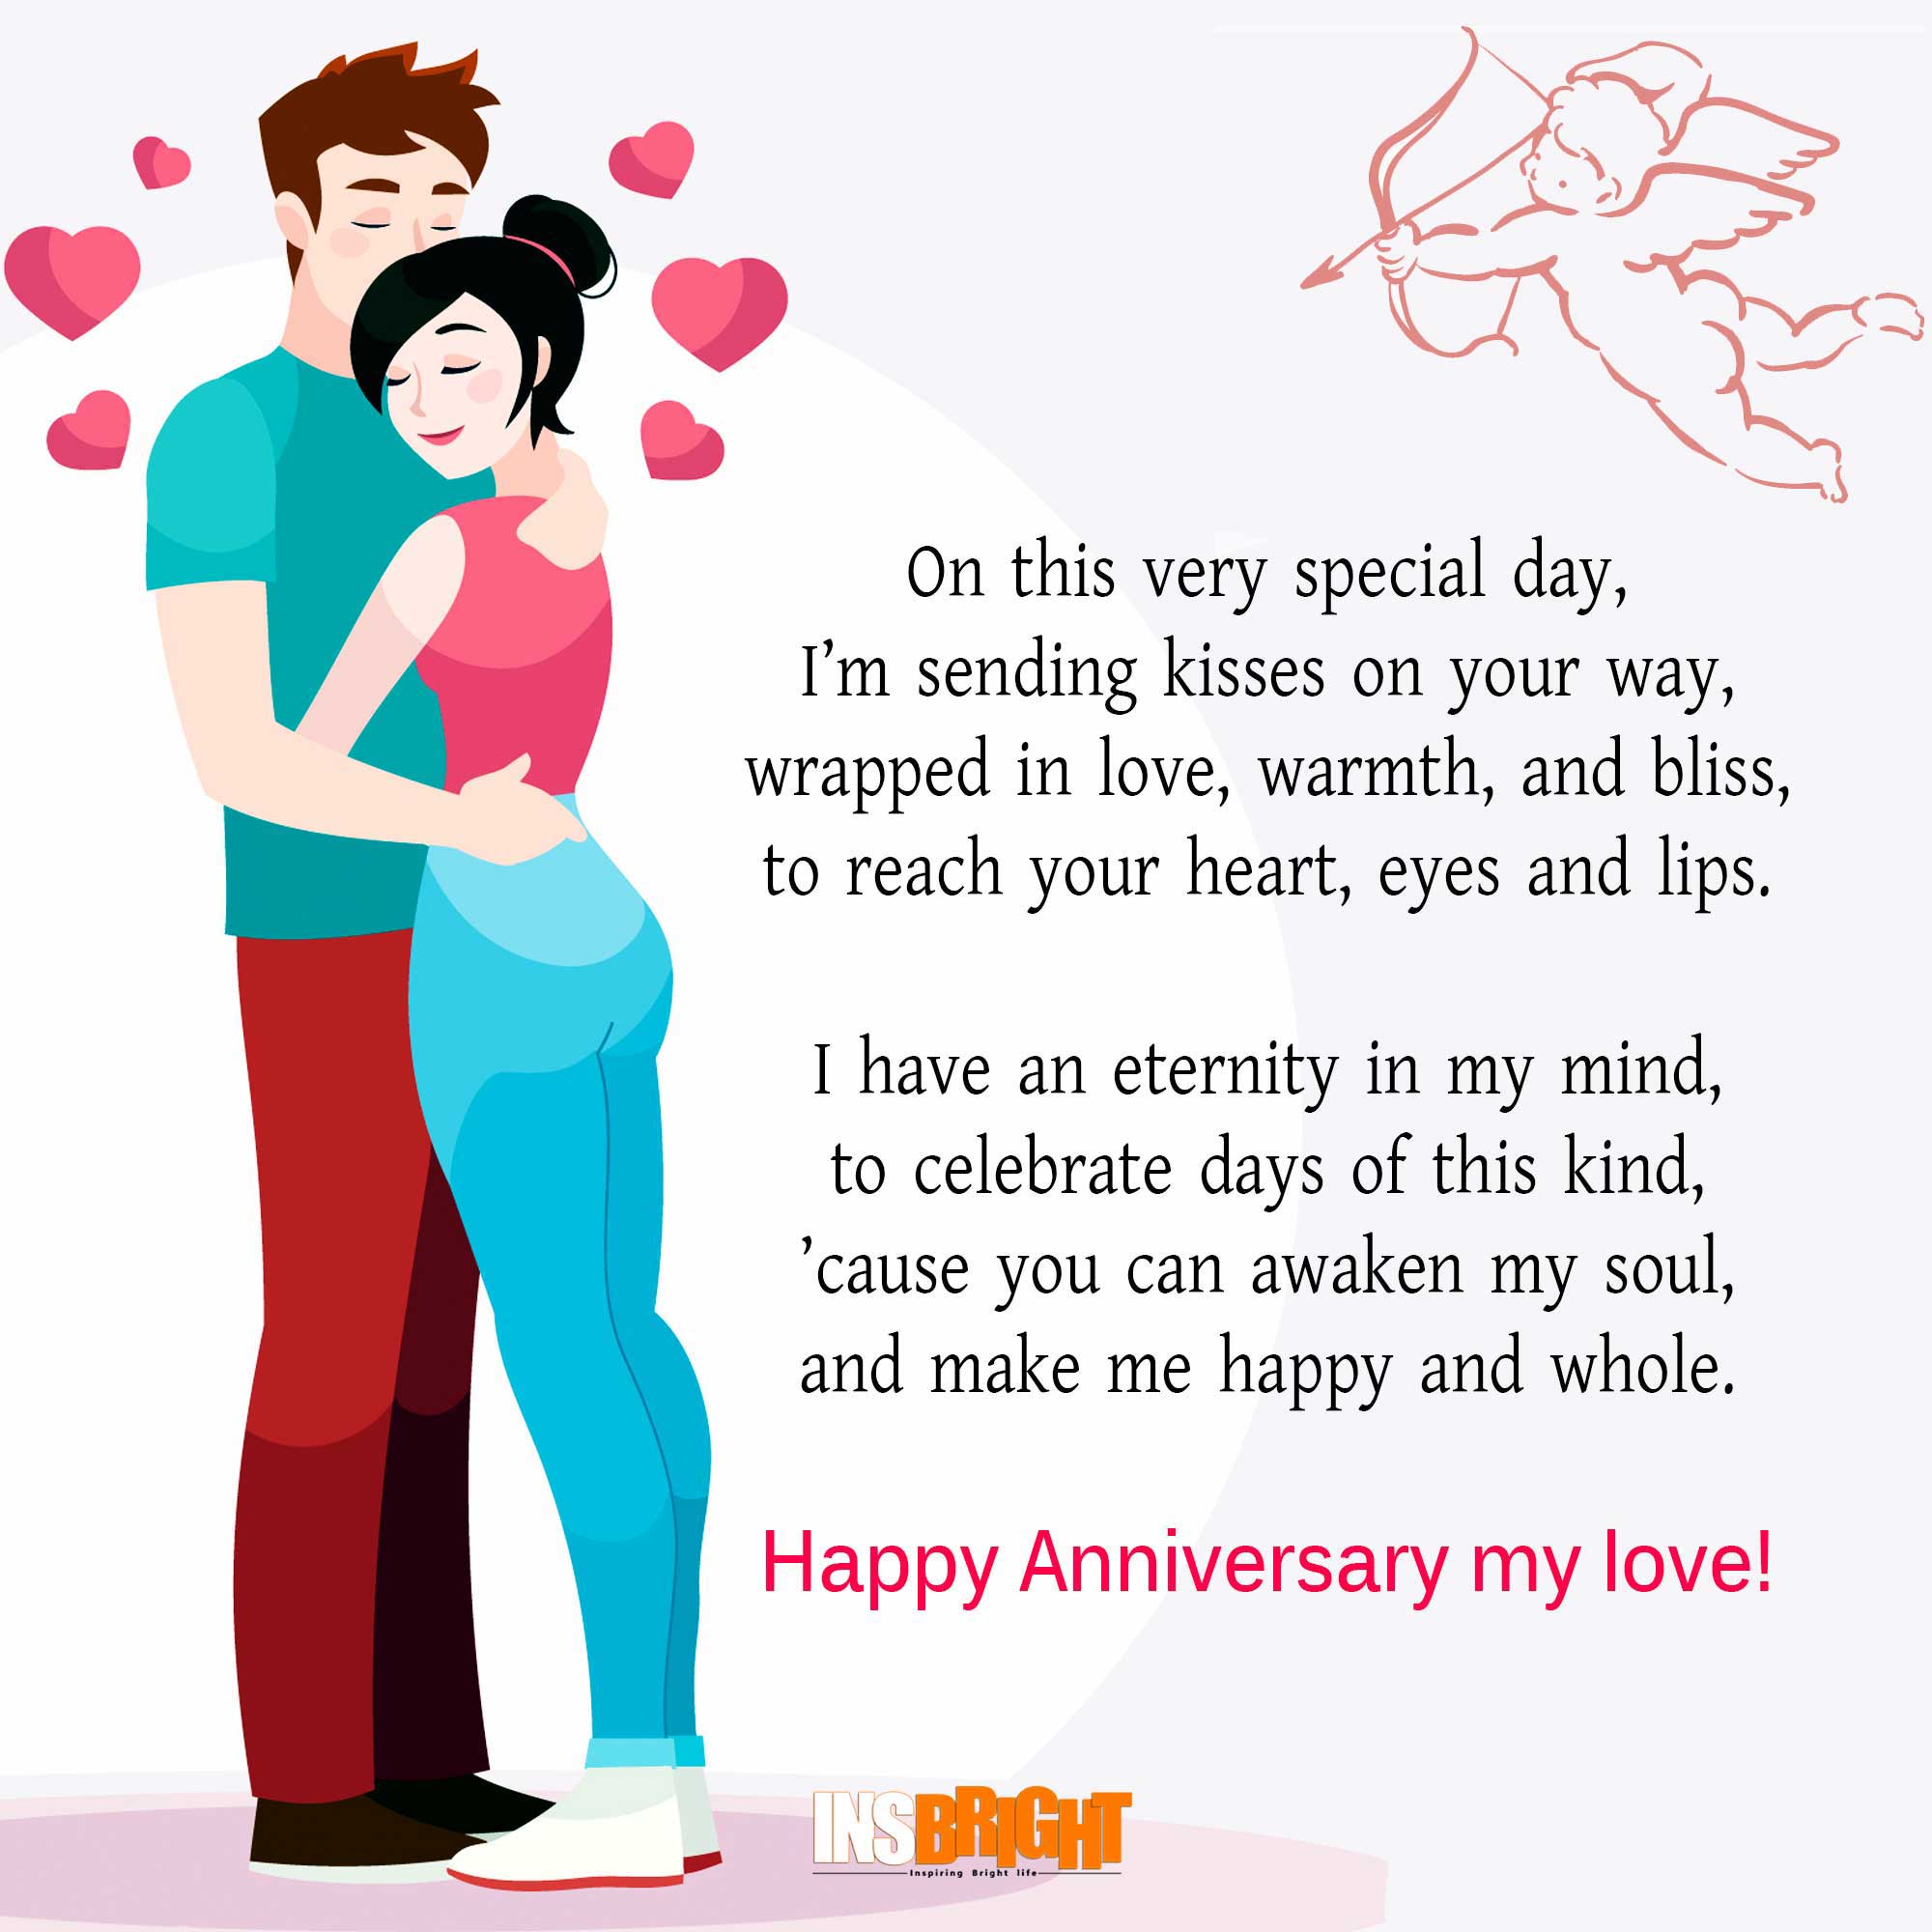 On this very special day,
I’m sending kisses on your way,
wrapped in love, warmth, and bliss,
to reach your heart, eyes and lips.
I have an eternity in my mind,
to celebrate days of this kind,
’cause you can awaken my soul,
and make me happy and whole.
Happy Anniversary my love!
INSBRIGHT
Inspiring Bright life